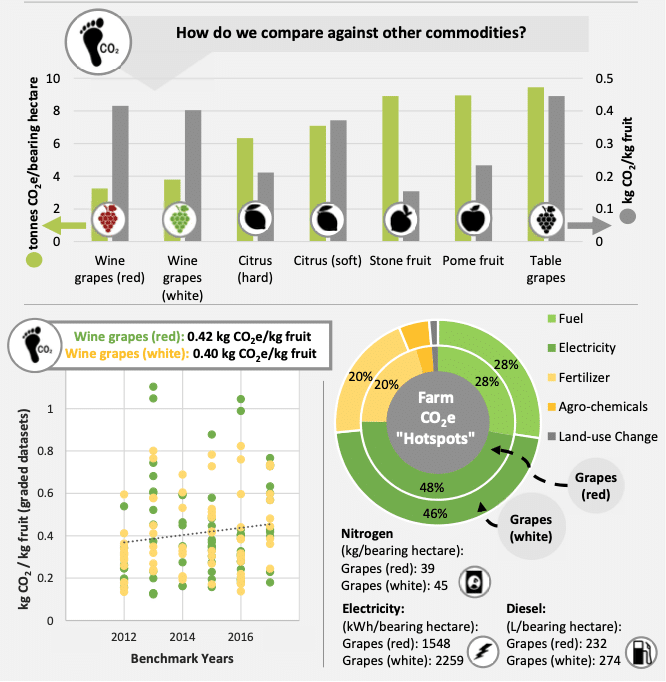 How do we compare against other commodities?
CO₂
tonnes CO₂e/bearing hectare
10
8
6
4
2
0
0.5
0.4
0.3
0.2
0.1
0
kg CO₂/kg fruit
Wine grapes (red)
Wine grapes (white)
Citrus (hard)
Citrus (soft)
Stone fruit
Pome fruit
Table grapes
CO₂
Wine grapes (red): 0.42 kg CO₂e/kg fruit
Wine grapes (white): 0.40 kg CO₂e/kg fruit
kg CO₂ / kg fruit (graded datasets)
1
0.8
0.6
0.4
0.2
0
2012
2014
2016
Benchmark Years
Farm
CO₂e
"Hotspots"
28%
28%
20%
20%
48%
46%
Fuel
Electricity
Fertilizer
Agro-chemicals
Land-use Change
Grapes
(red)
Grapes
(white)
Nitrogen
(kg/bearing hectare):
Grapes (red): 39
Grapes (white): 45
Electricity:
(kWh/bearing hectare):
Grapes (red): 1548
Grapes (white): 2259
Diesel:
(L/bearing hectare):
Grapes (red): 232
Grapes (white): 274